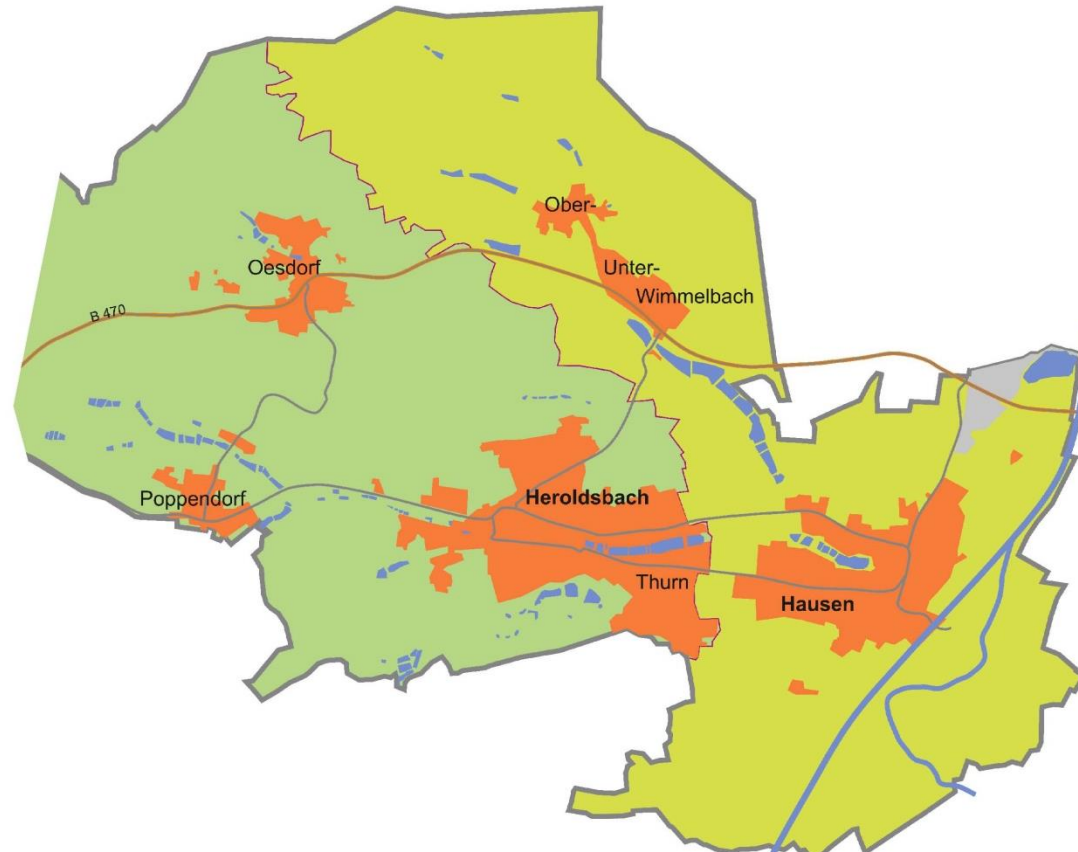 Ober-
Unter-
Oesdorf
Wimmelbach
B 470
Poppendorf
Heroldsbach
Thurn
Hausen